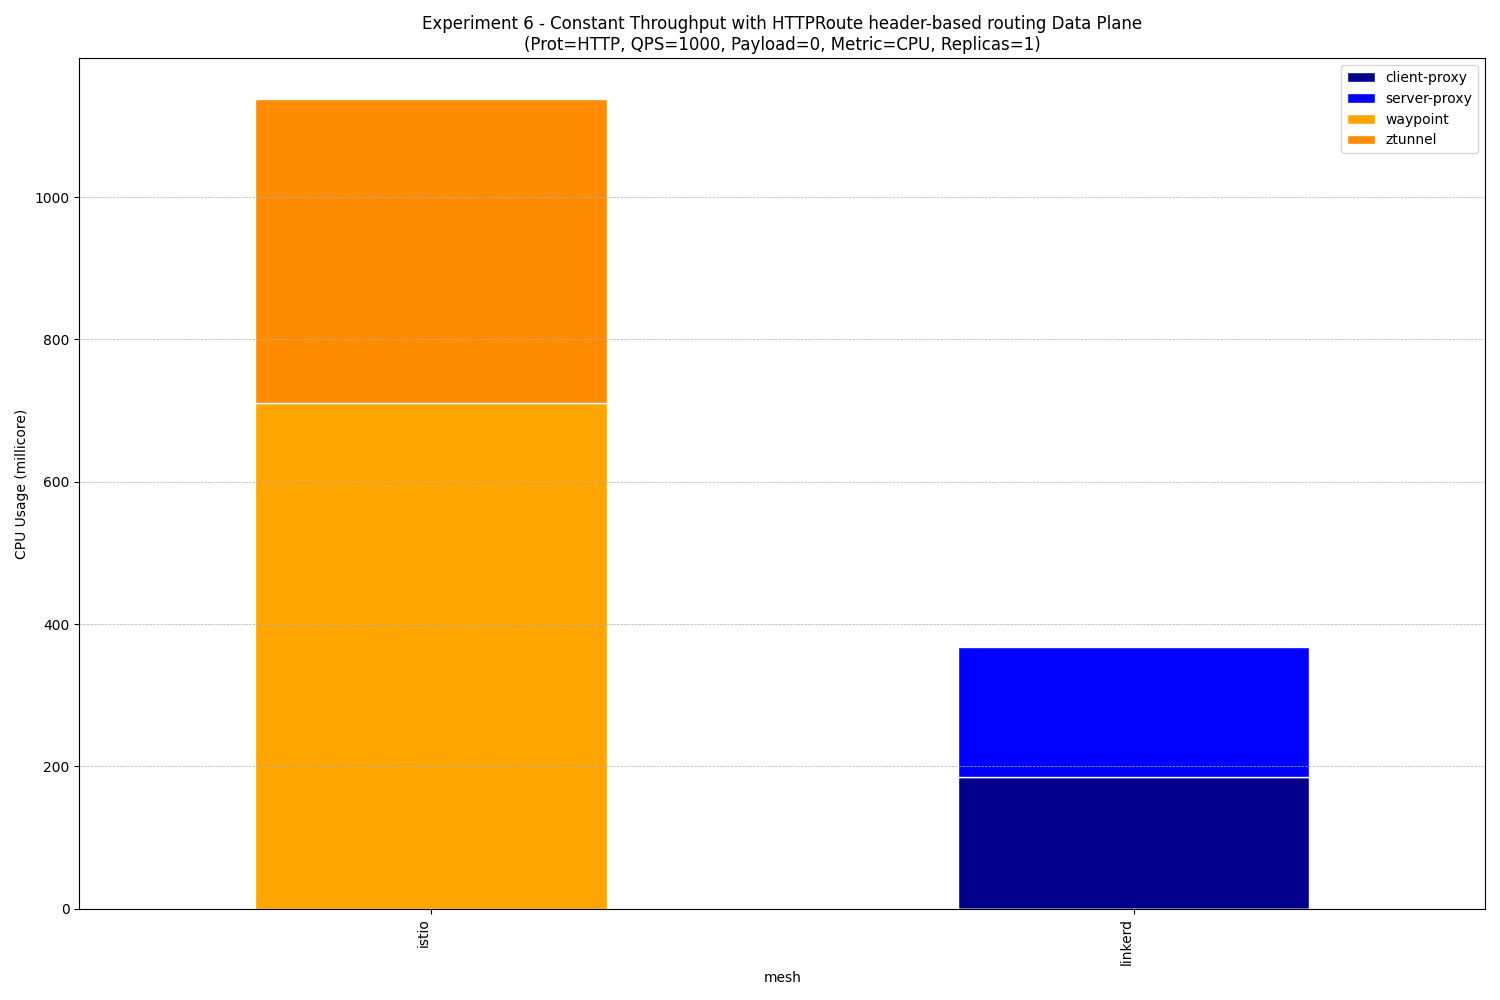 Experiment 6 - Constant Throughput with HTTPRoute header-based routing Data Plane
(Prot=HTTP, QPS=1000, Payload=0, Metric=CPU, Replicas=1)
client-proxy
server-proxy
waypoint
ztunnel
CPU Usage (millicore)
1000
800
600
400
200
0
istio
linkerd
mesh